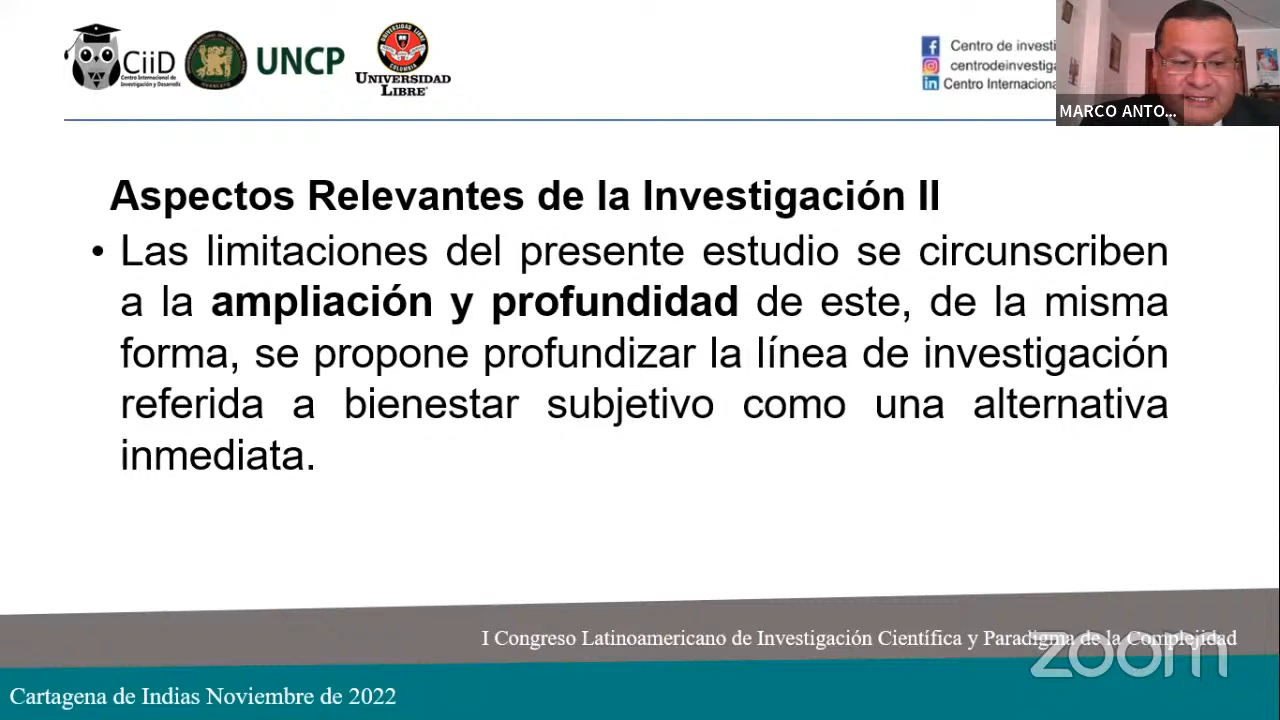 CiiD
Centro Internacional de
Investigación y Desarrollo
UNCP
UNIVERSIDAD
LIBRE
Centro de investi
centrodeinvestiga
Centro Internaciona
MARCO ANTO...
Aspectos Relevantes de la Investigación II
• Las limitaciones del presente estudio se circunscriben
a la ampliación y profundidad de este, de la misma
forma, se propone profundizar la línea de investigación
referida a bienestar subjetivo como una alternativa
inmediata.
I Congreso Latinoamericano de Investigación Científica y Paradigma de la Complejidad
zoom
Cartagena de Indias Noviembre de 2022